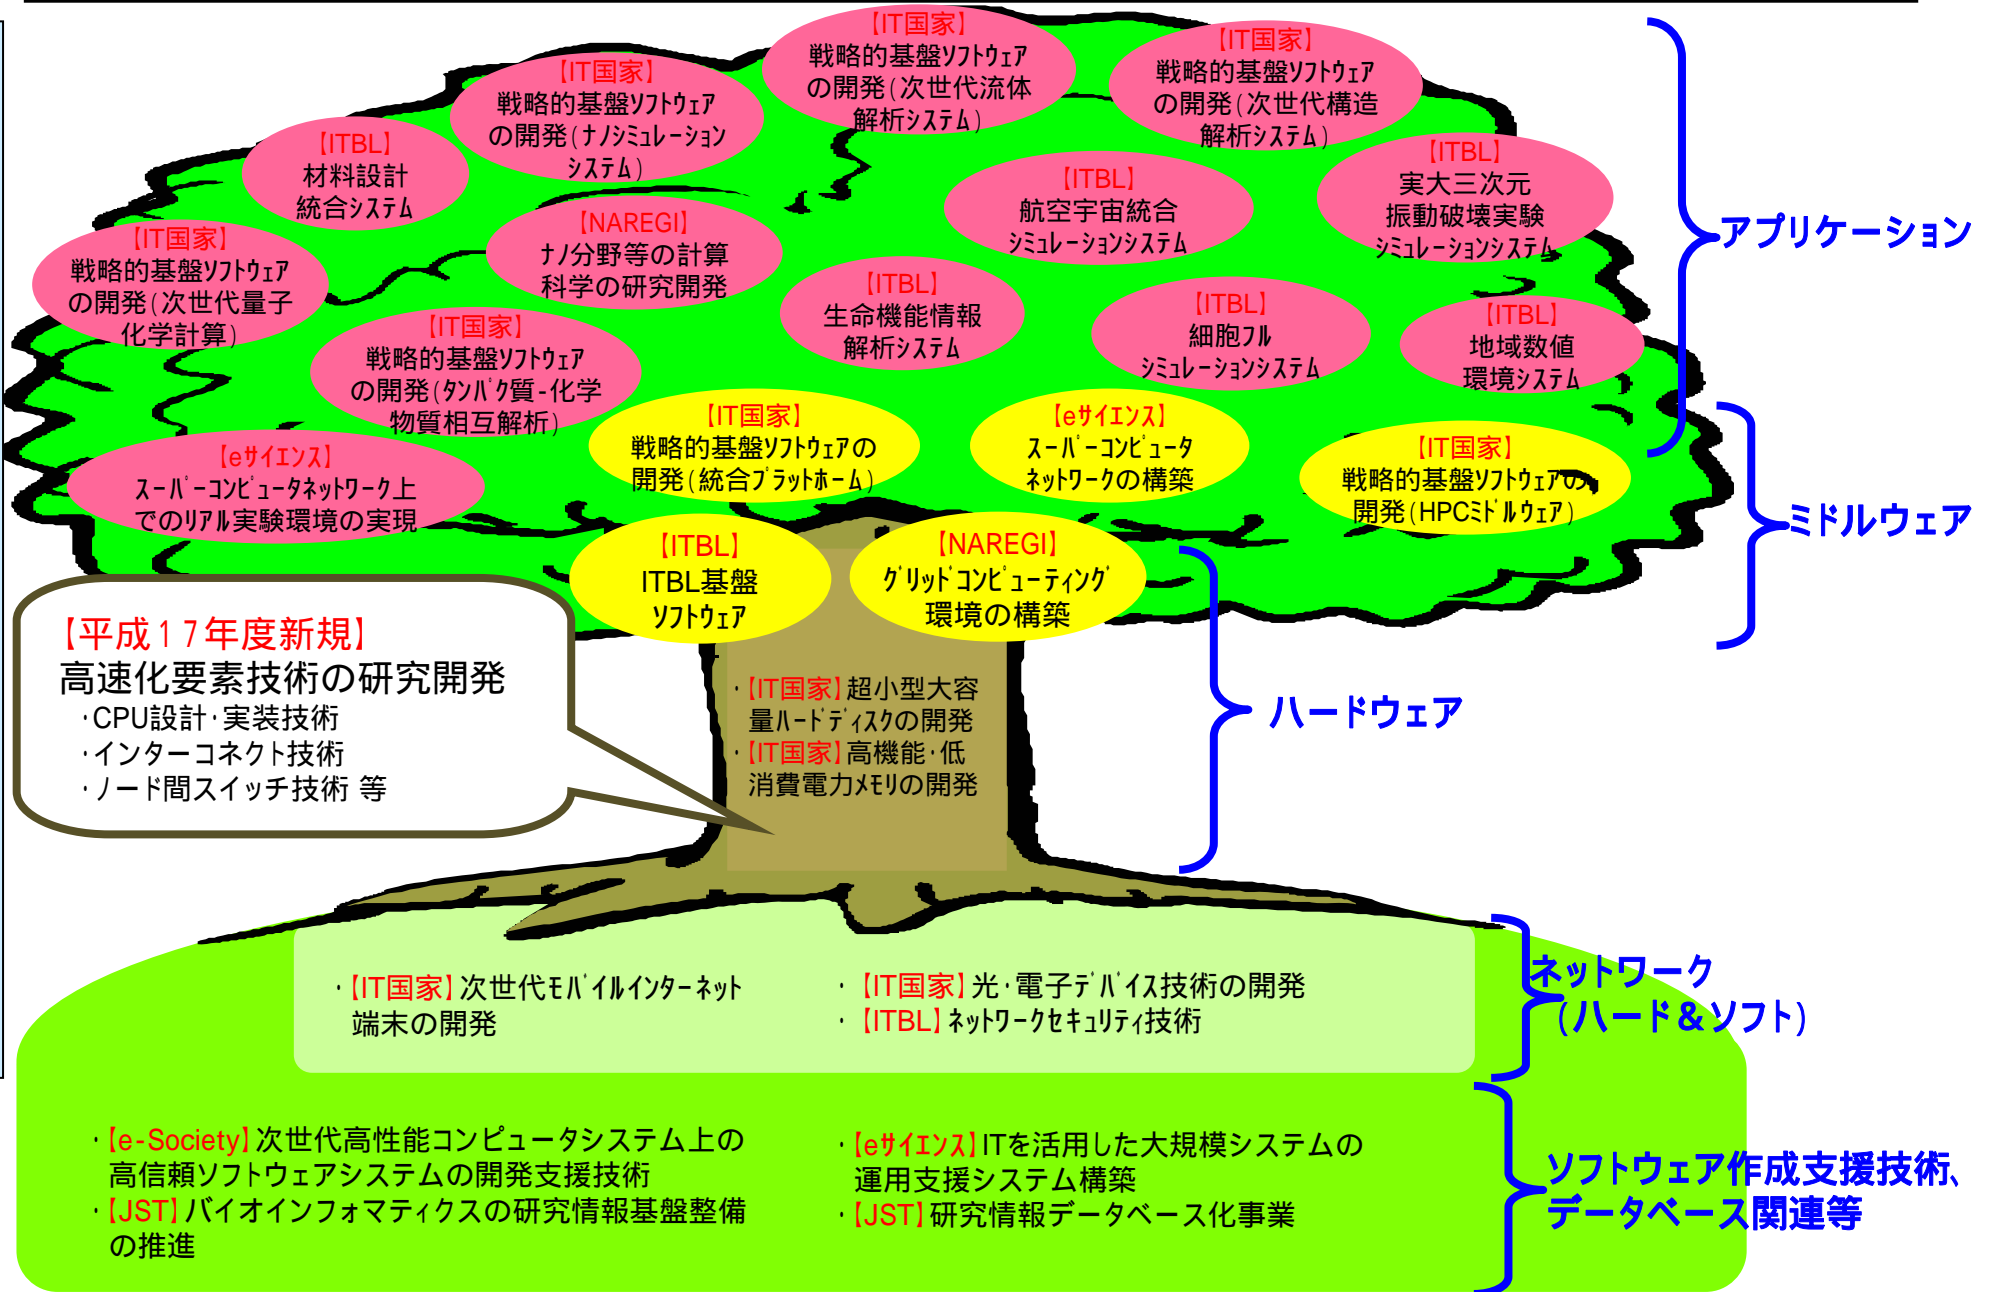 【IT国家】
戦略的基盤ソフトウェア
の開発(次世代流体
解析システム)
【IT国家】
戦略的基盤ソフトウェア
の開発(次世代構造
解析システム)
【IT国家】
戦略的基盤ソフトウェア
の開発(ナノシミュレーション
システム)
【ITBL】
材料設計
統合システム
【ITBL】
実大三次元
振動破壊実験
シミュレーションシステム
【ITBL】
航空宇宙統合
シミュレーションシステム
【NAREGI】
ナノ分野等の計算
科学の研究開発
【IT国家】
戦略的基盤ソフトウェア
の開発(次世代量子
化学計算)
【ITBL】
生命機能情報
解析システム
【ITBL】
細胞フル
シミュレーションシステム
【ITBL】
地域数値
環境システム
【IT国家】
戦略的基盤ソフトウェア
の開発(タンパク質-化学
物質相互解析)
アプリケーション
【eサイエンス】
スーパーコンピュータネットワーク上
でのリアル実験環境の実現
【IT国家】
戦略的基盤ソフトウェアの
開発(統合プラットホーム)
【eサイエンス】
スーパーコンピュータ
ネットワークの構築
【IT国家】
戦略的基盤ソフトウェアの
開発(HPCミドルウェア)
【ITBL】
ITBL基盤
ソフトウェア
【NAREGI】
グリッドコンピューティング
環境の構築
ミドルウェア
【平成17年度新規】
高速化要素技術の研究開発
・CPU設計・実装技術
・インターコネクト技術
・ノード間スイッチ技術 等
・【IT国家】超小型大容
量ハードディスクの開発
・【IT国家】高機能・低
消費電力メモリの開発
ハードウェア
・【IT国家】次世代モバイルインターネット
端末の開発
・【IT国家】光・電子デバイス技術の開発
・【ITBL】ネットワークセキュリティ技術
ネットワーク
(ハード&ソフト)
・【e-Society】次世代高性能コンピュータシステム上の
高信頼ソフトウェアシステムの開発支援技術
・【JST】バイオインフォマティクスの研究情報基盤整備
の推進
・【eサイエンス】ITを活用した大規模システムの
運用支援システム構築
・【JST】研究情報データベース化事業
ソフトウェア作成支援技術、
データベース関連等